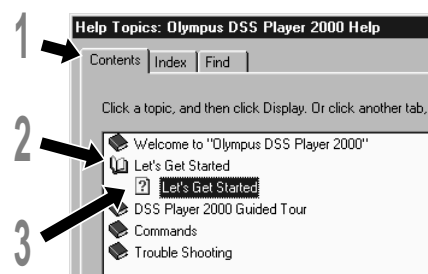 Help Topics: Olympus DSS Player 2000 Help
1
Contents Index Find
Click a topic, and then click Display. Or click another tab,
2
Welcome to "Olympus DSS Player 2000"
Let's Get Started
? Let's Get Started
3
DSS Player 2000 Guided Tour
Commands
Trouble Shooting